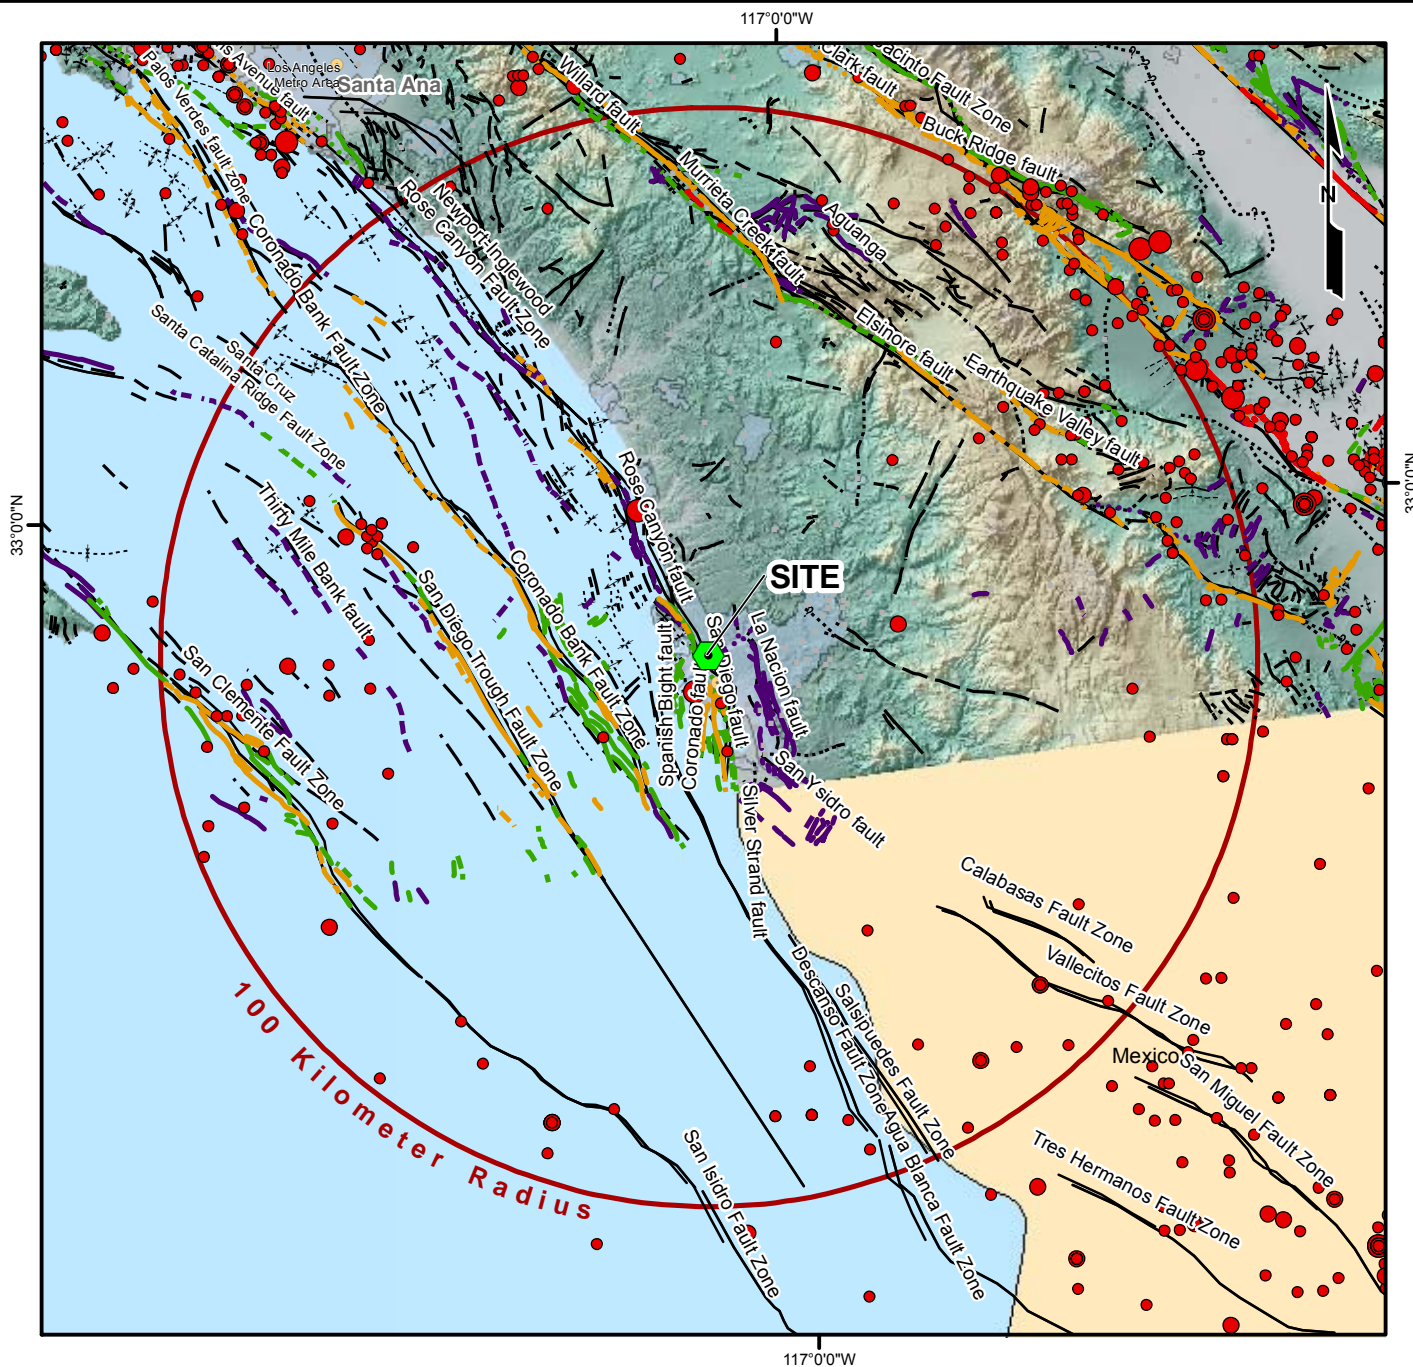 117°0'0"W
Clark fault
acinto Fault Zone
Willard fault
Avenue fault
Los Angeles
Metro Area
Santa Ana
Palos Verdes fault zone
Buck Ridge fault
N
Murrieta Creek fault
Newport-Inglewood
Rose Canyon Fault Zone
Aguanga
Coronado Bank Fault Zone
Elsinore fault
Earthquake Valley fault
Santa Cruz
Santa Catalina Ridge Fault Zone
33°0'0"N
33°0'0"N
Rose Canyon fault
Thirty Mile Bank fault
San Diego Trough Fault Zone
Coronado Bank Fault Zone
SITE
Spanish Bight fault
Coronado fault
San Diego fault
La Nacion fault
San Clemente Fault Zone
San Ysidro fault
Silver Strand fault
Calabasas Fault Zone
Vallecitos Fault Zone
Descanso Fault Zone
Salsipuedes Fault Zone
Mexico
San Miguel Fault Zone
100 Kilometer Radius
Agua Blanca Fault Zone
Tres Hermanos Fault Zone
San Isidro Fault Zone
117°0'0"W